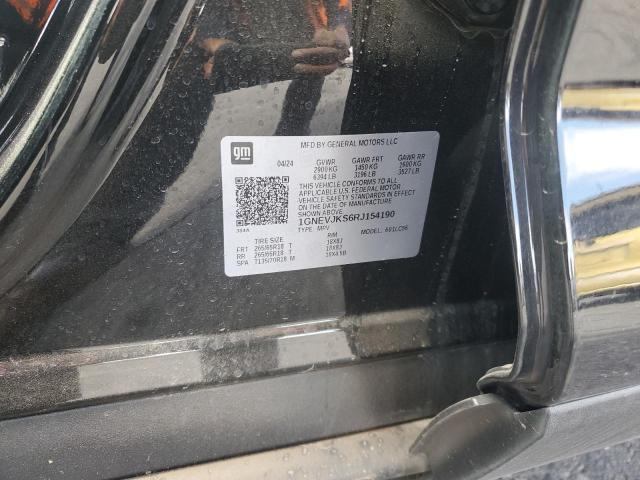 gm
MFD BY GENERAL MOTORS LLC
04/24 GVWR GAWR FRT GAWR RR
2900 KG 1450 KG 1600 KG
6394 LB 3196 LB 3527 LB
THIS VEHICLE CONFORMS TO ALL
APPLICABLE U.S. FEDERAL MOTOR
VEHICLE SAFETY STANDARDS
IN EFFECT ON THE DATE OF
MANUFACTURE SHOWN ABOVE.
1GNEVJKS6RJ154190
TYPE: MPV MODEL:
TIRE SIZE RIM
FRT 265/65R18 T 18X8J
RR 265/65R18 T 18X8J
SPA T135/70R18 M 18X4.5B